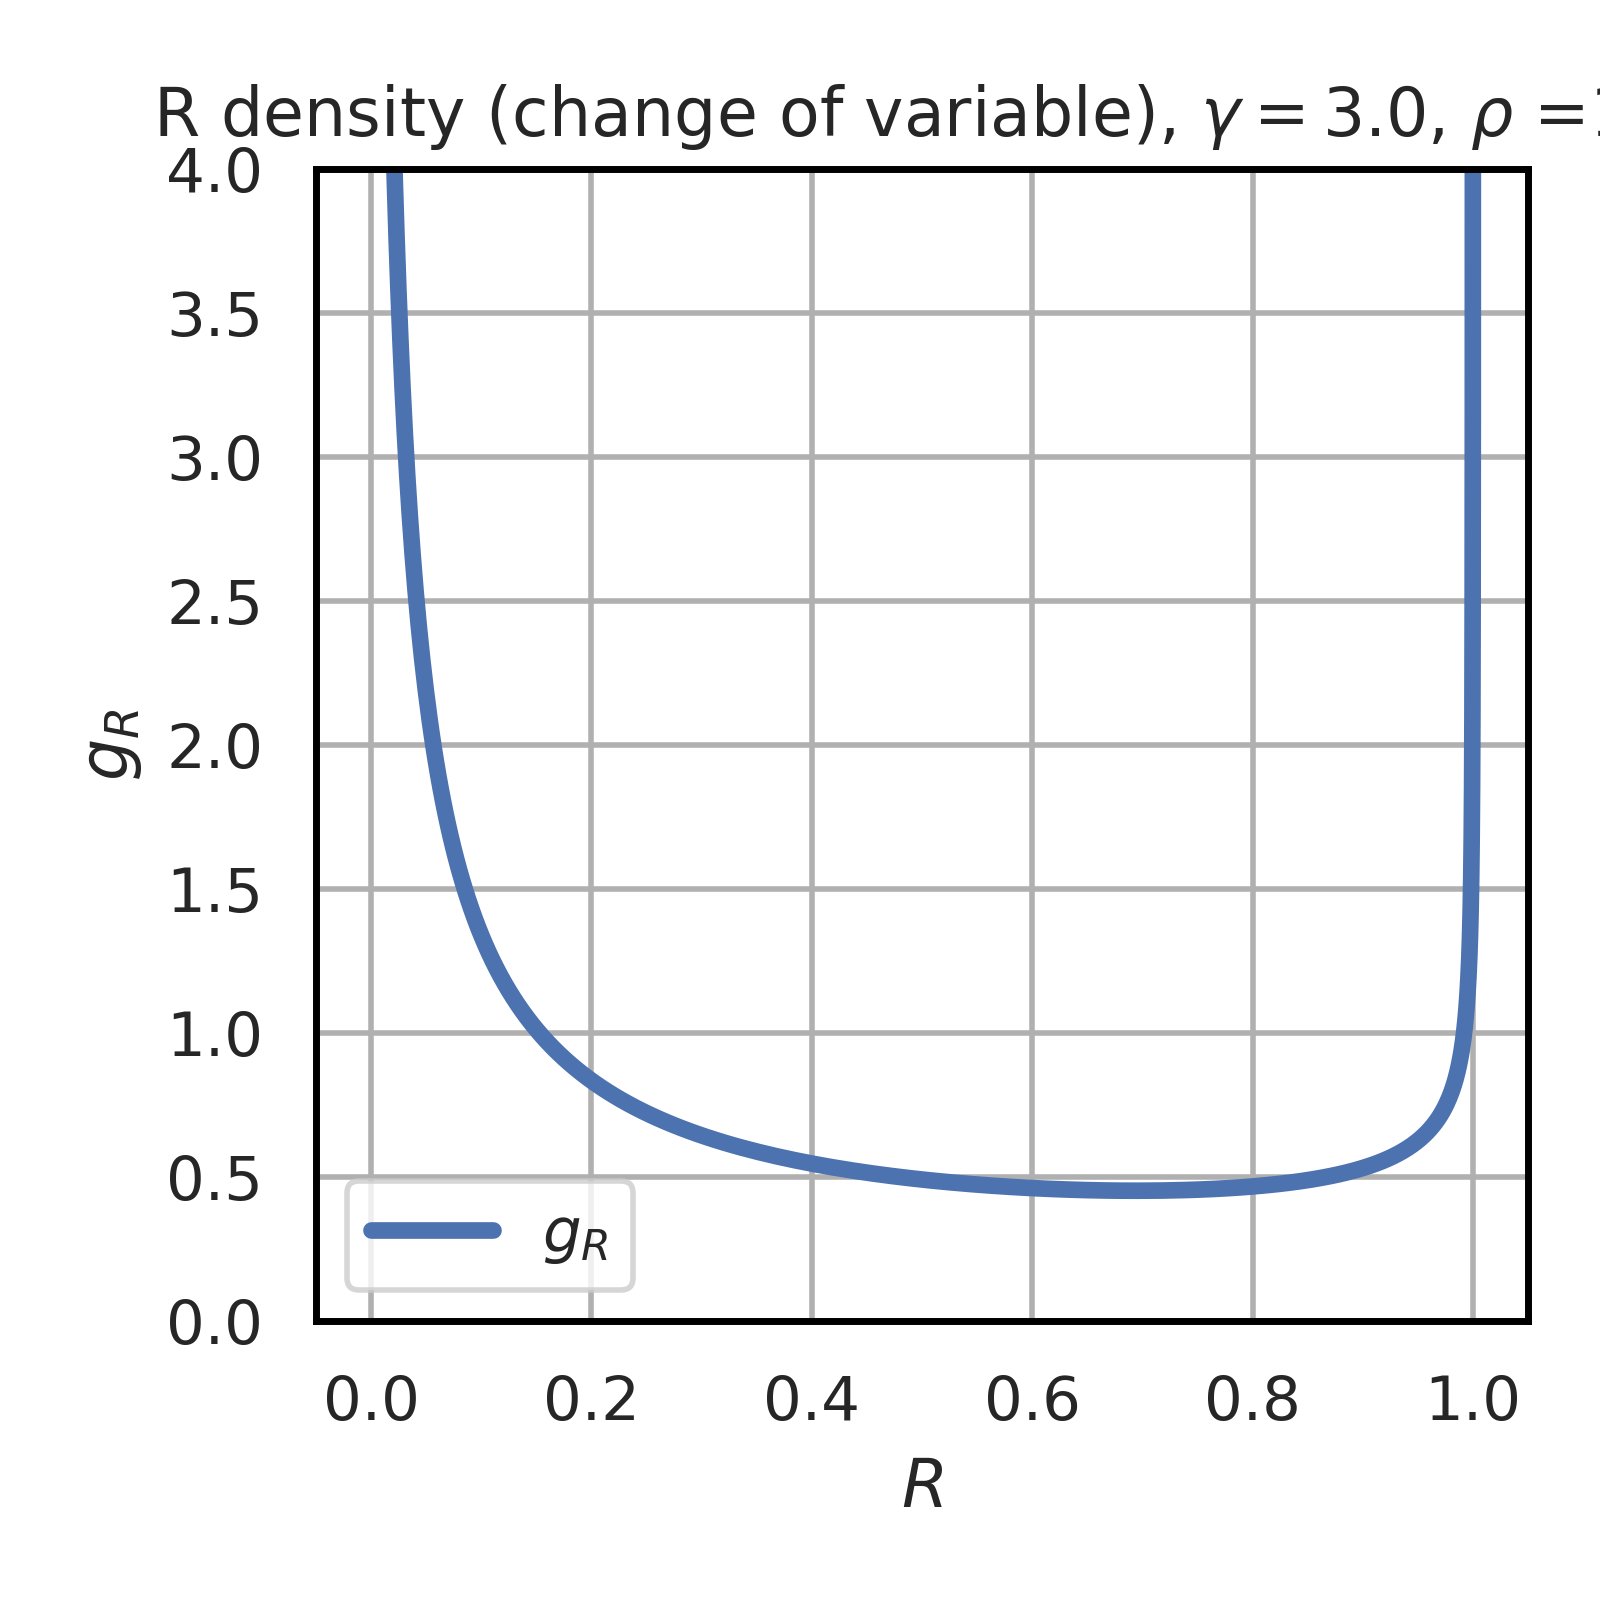 R density (change of variable), γ = 3.0, ρ =
4.0
3.5
3.0
2.5
2.0
1.5
1.0
0.5
0.0
g_R
g_R
0.0 0.2 0.4 0.6 0.8 1.0
R